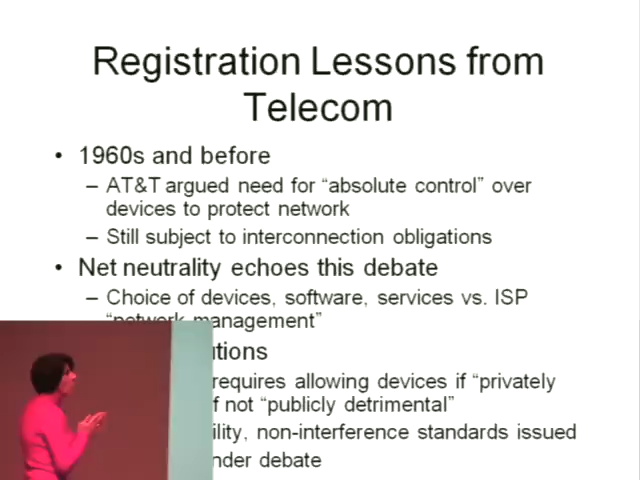 Registration Lessons from
Telecom
• 1960s and before
– AT&T argued need for “absolute control” over
devices to protect network
– Still subject to interconnection obligations
• Net neutrality echoes this debate
– Choice of devices, software, services vs. ISP
“network management”
utions
requires allowing devices if “privately
f not “publicly detrimental”
ility, non-interference standards issued
nder debate